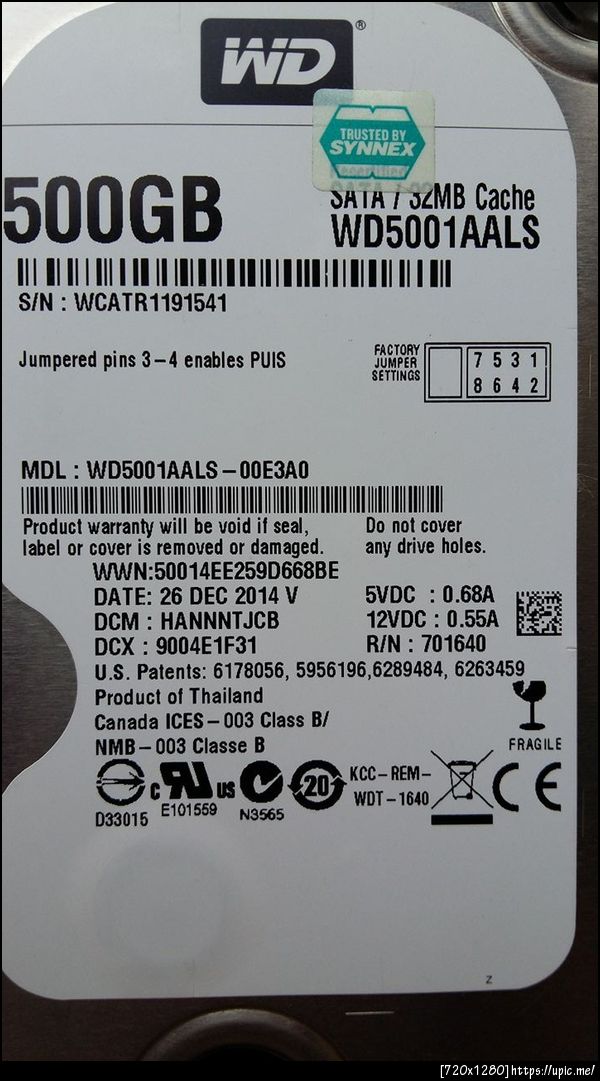 WD®
TRUSTED BY
SYNNEX
500GB
SATA / 32MB Cache
WD5001AALS
S/N : WCATR1191541
Jumpered pins 3-4 enables PUIS
FACTORY
JUMPER
SETTINGS
7 5 3 1
8 6 4 2
MDL : WD5001AALS-00E3A0
Product warranty will be void if seal,
label or cover is removed or damaged.
Do not cover
any drive holes.
WWN:50014EE259D668BE
DATE: 26 DEC 2014 V
5VDC : 0.68A
DCM : HANNNTJCB
12VDC : 0.55A
DCX : 9004E1F31
R/N : 701640
U.S. Patents: 6178056, 5956196,6289484, 6263459
Product of Thailand
Canada ICES-003 Class B/
NMB-003 Classe B
FRAGILE
c RU us
20
KCC-REM-
WDT-1640
CE
D33015
E101559
N3565
Z
[720x1280]https://upic.me/